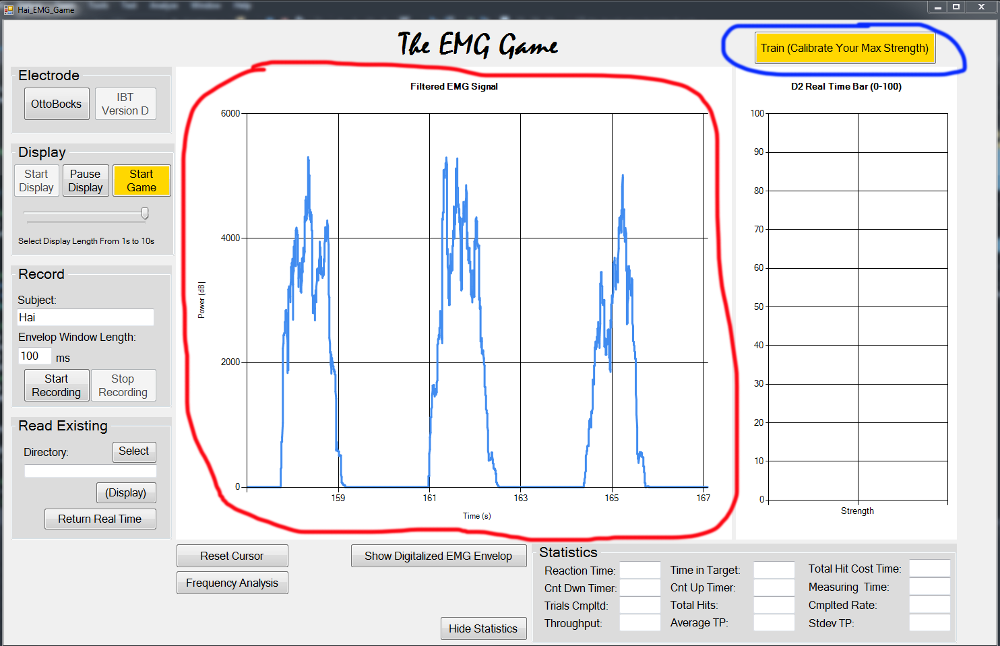 Hai_EMG_Game
The EMG Game
Train (Calibrate Your Max Strength)
Electrode
OttoBocks
IBT
Version D
Display
Start
Display
Pause
Display
Start
Game
Select Display Length From 1s to 10s
Record
Subject:
Hai
Envelop Window Length:
100 ms
Start
Recording
Stop
Recording
Read Existing
Directory:
Select
(Display)
Return Real Time
Filtered EMG Signal
6000
4000
2000
0
Power (dB)
159 161 163 165 167
Time (s)
D2 Real Time Bar (0-100)
100
90
80
70
60
50
40
30
20
10
0
Strength
Reset Cursor
Frequency Analysis
Show Digitalized EMG Envelop
Hide Statistics
Statistics
Reaction Time: Time in Target: Total Hit Cost Time:
Cnt Dwn Timer: Cnt Up Timer: Measuring Time:
Trials Cmpltd: Total Hits: Cmplted Rate:
Throughput: Average TP: Stdev TP: